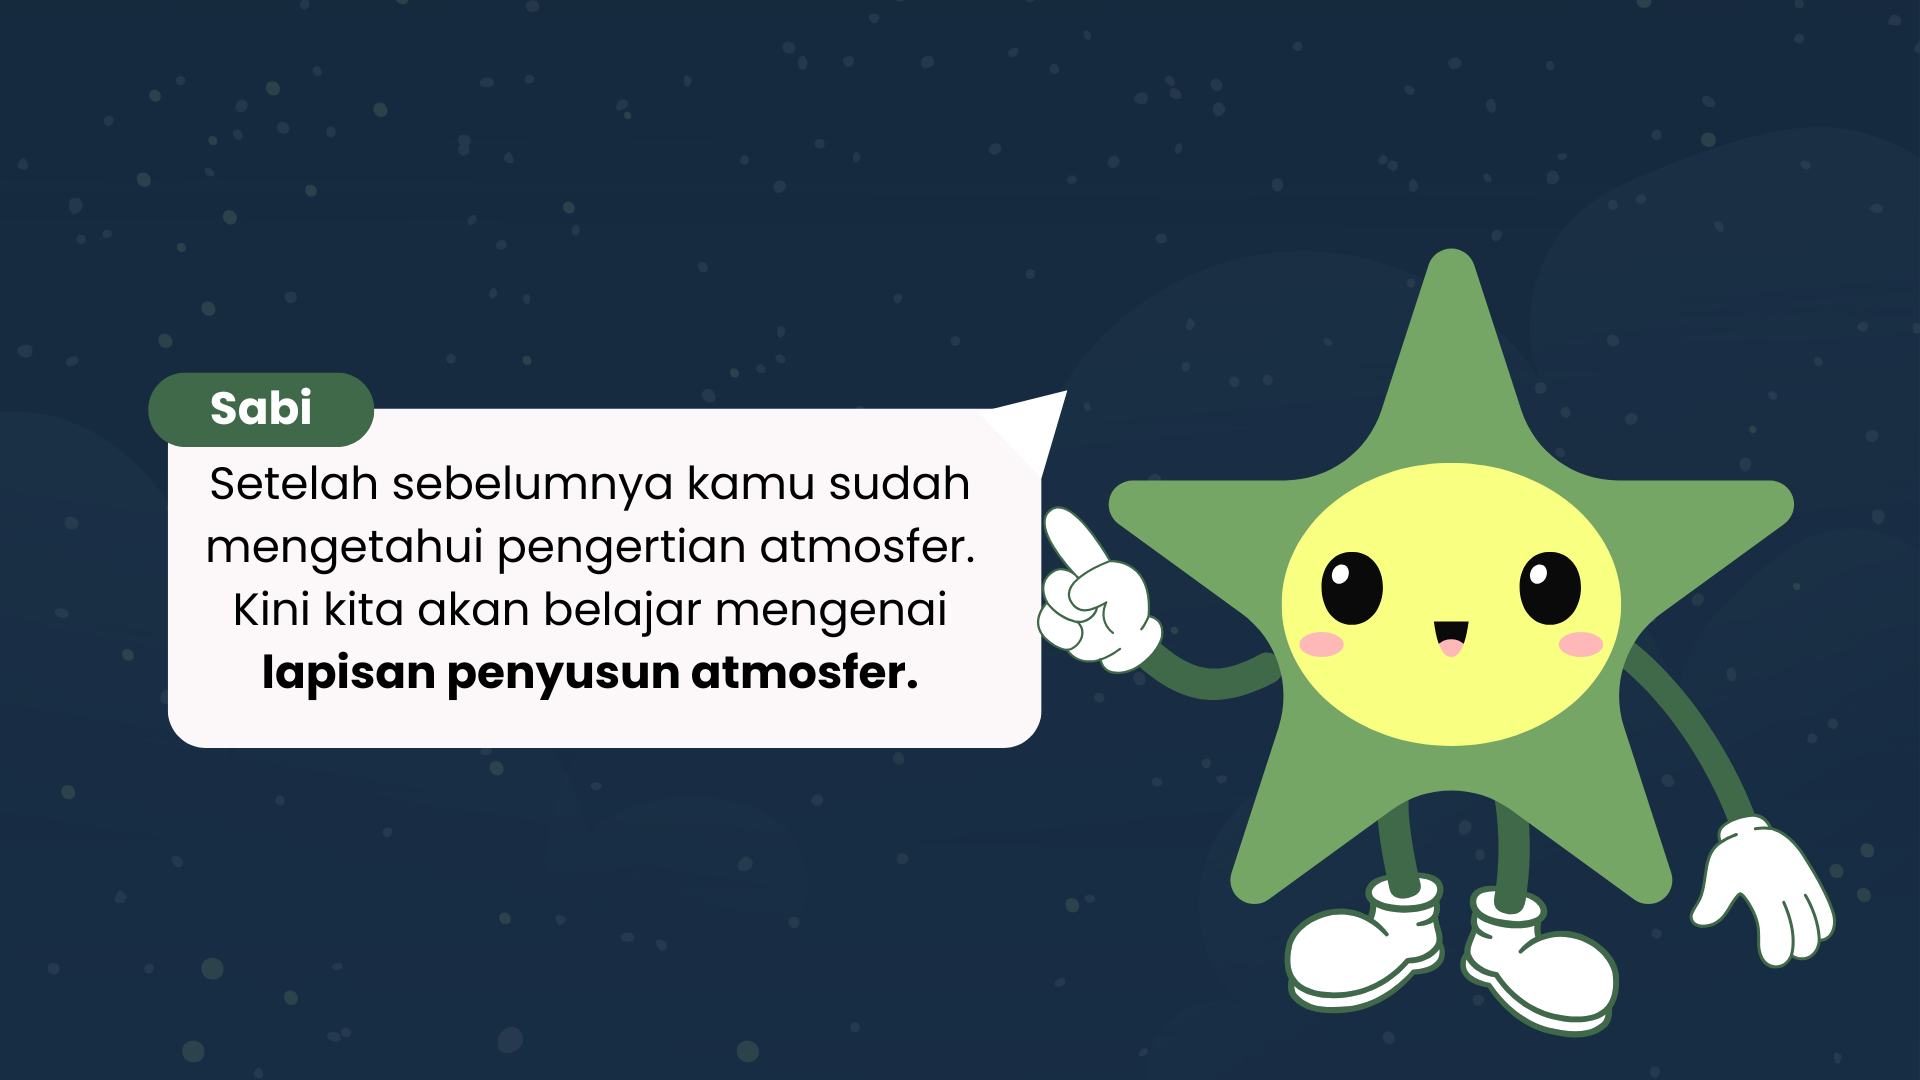 Sabi
Setelah sebelumnya kamu sudah
mengetahui pengertian atmosfer.
Kini kita akan belajar mengenai
lapisan penyusun atmosfer.